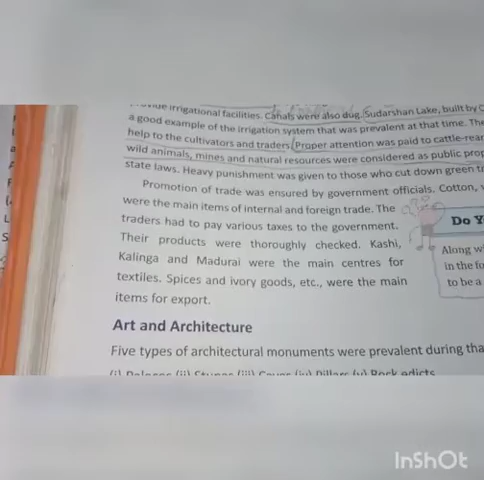 irrigational facilities. Canals were also dug. Sudarshan Lake, built by
a good example of the irrigation system that was prevalent at that time. The
help to the cultivators and traders. Proper attention was paid to cattle-rear
wild animals, mines and natural resources were considered as public prop
state laws. Heavy punishment was given to those who cut down green
Promotion of trade was ensured by government officials. Cotton,
were the main items of internal and foreign trade. The
traders had to pay various taxes to the government.
Their products were thoroughly checked. Kashi,
Kalinga and Madurai were the main centres for
textiles. Spices and ivory goods, etc., were the main
items for export.
Do Y
Along w
in the fo
to be a
Art and Architecture
Five types of architectural monuments were prevalent during tha
(iii) (iv) Pillars (v) Rock edicts
InShOt